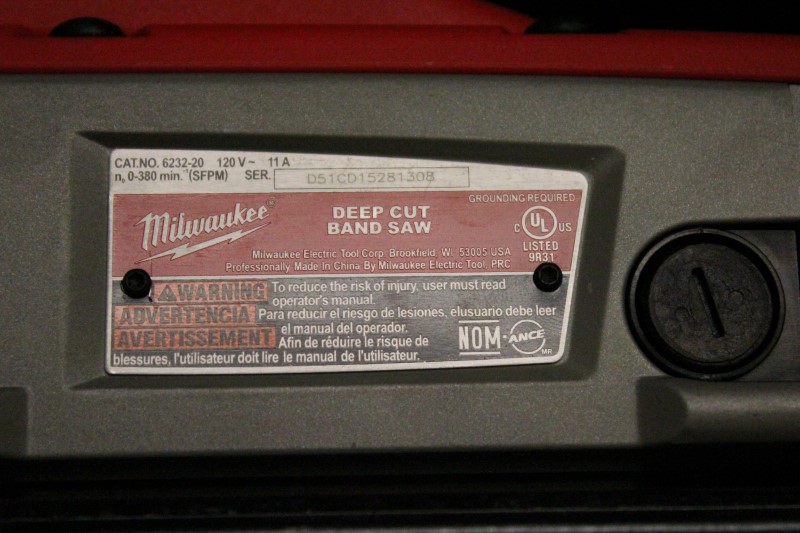 CAT.NO. 6232-20 120 V~ 11 A
n, 0-380 min. (SFPM) SER. D51CD15281308
GROUNDING REQUIRED
Milwaukee®
DEEP CUT
BAND SAW
C UL® US
LISTED
9R31
Milwaukee Electric Tool Corp. Brookfield, WI. 53005 USA
Professionally Made In China By Milwaukee Electric Tool, PRC
WARNING To reduce the risk of injury, user must read
operator's manual.
ADVERTENCIA Para reducir el riesgo de lesiones, elusuario debe leer
el manual del operador.
AVERTISSEMENT Afin de réduire le risque de
blessures, l'utilisateur doit lire le manual de l'utilisateur.
NOM-ANCE
MR